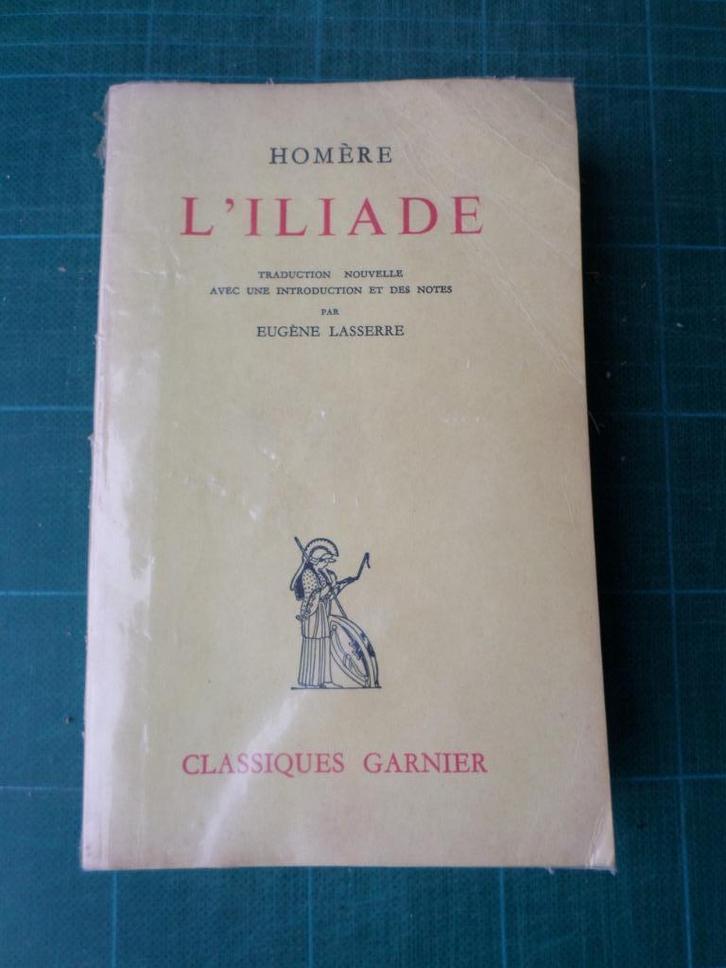 HOMÈRE
L'ILIADE
TRADUCTION NOUVELLE
AVEC UNE INTRODUCTION ET DES NOTES
PAR
EUGÈNE LASSERRE
CLASSIQUES GARNIER